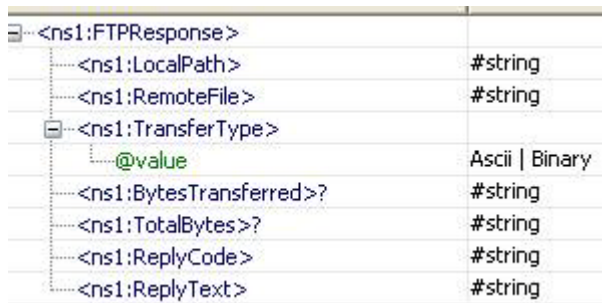 <ns1:FTPResponse>
<ns1:LocalPath> #string
<ns1:RemoteFile> #string
<ns1:TransferType>
@value Ascii | Binary
<ns1:BytesTransferred>? #string
<ns1:TotalBytes>? #string
<ns1:ReplyCode> #string
<ns1:ReplyText> #string